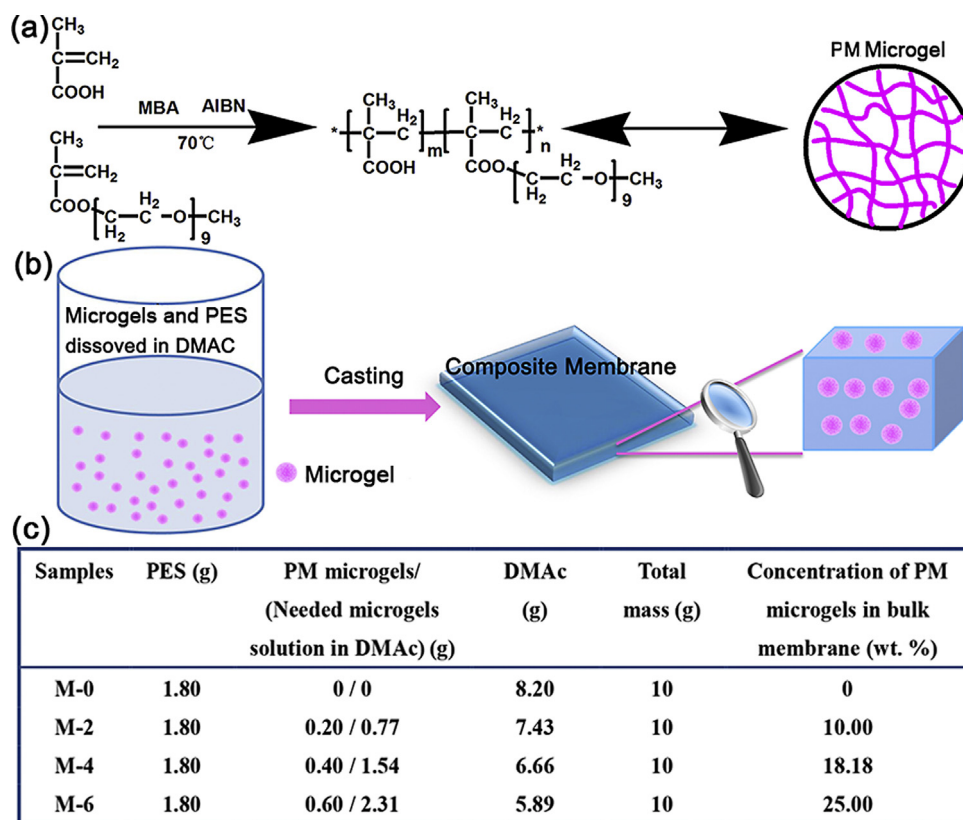 (a)
CH3
C=CH2
COOH
MBA AIBN
70℃
CH3
C=CH2
COO
H2
C
C
H2
O
CH3
9
CH3
H2
*
C
C
m
COOH
CH3
H2
C
C
*
n
COO
H2
C
C
H2
O
CH3
9
PM Microgel
(b)
Microgels and PES
dissoved in DMAC
Casting
Microgel
Composite Membrane
(c)
Samples PES (g) PM microgels/ DMAc Total Concentration of PM
(Needed microgels (g) mass (g) microgels in bulk
solution in DMAc) (g) membrane (wt. %)
M-0 1.80 0 / 0 8.20 10 0
M-2 1.80 0.20 / 0.77 7.43 10 10.00
M-4 1.80 0.40 / 1.54 6.66 10 18.18
M-6 1.80 0.60 / 2.31 5.89 10 25.00